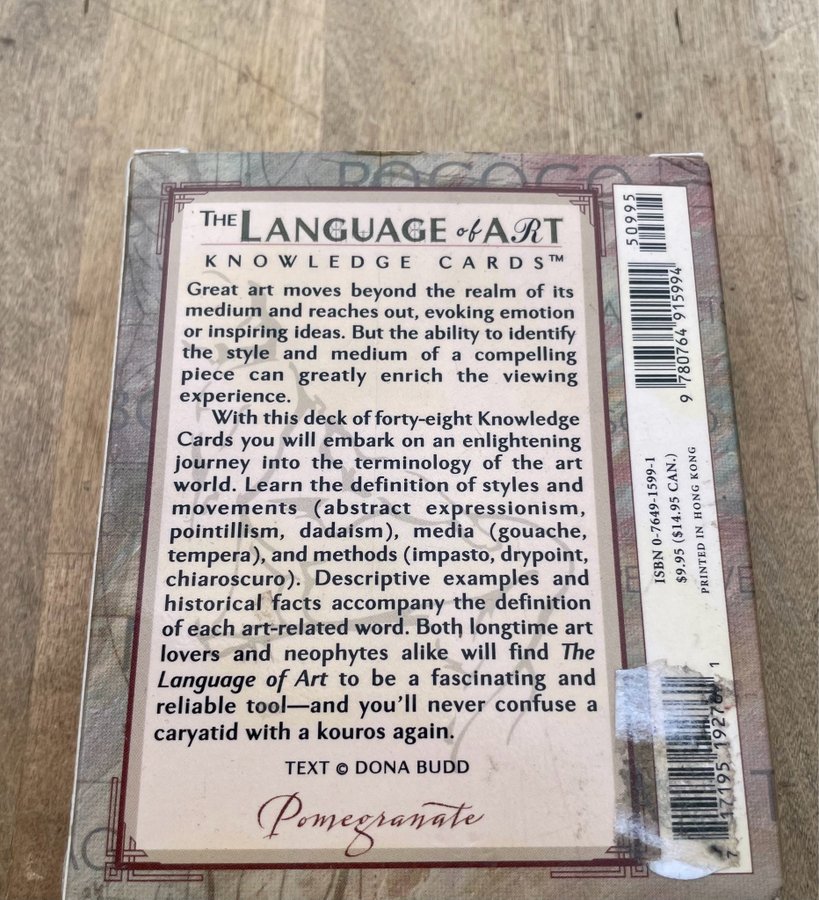 ROCOCO
THE LANGUAGE of ART
KNOWLEDGE CARDS™
Great art moves beyond the realm of its
medium and reaches out, evoking emotion
or inspiring ideas. But the ability to identify
the style and medium of a compelling
piece can greatly enrich the viewing
experience.
With this deck of forty-eight Knowledge
Cards you will embark on an enlightening
journey into the terminology of the art
world. Learn the definition of styles and
movements (abstract expressionism,
pointillism, dadaism), media (gouache,
tempera), and methods (impasto, drypoint,
chiaroscuro). Descriptive examples and
historical facts accompany the definition
of each art-related word. Both longtime art
lovers and neophytes alike will find The
Language of Art to be a fascinating and
reliable tool—and you'll never confuse a
caryatid with a kouros again.
TEXT © DONA BUDD
Pomegranate
50995
9 780764 915994
ISBN 0-7649-1599-1
$9.95 ($14.95 CAN.)
PRINTED IN HONG KONG
7 17195 1927 1